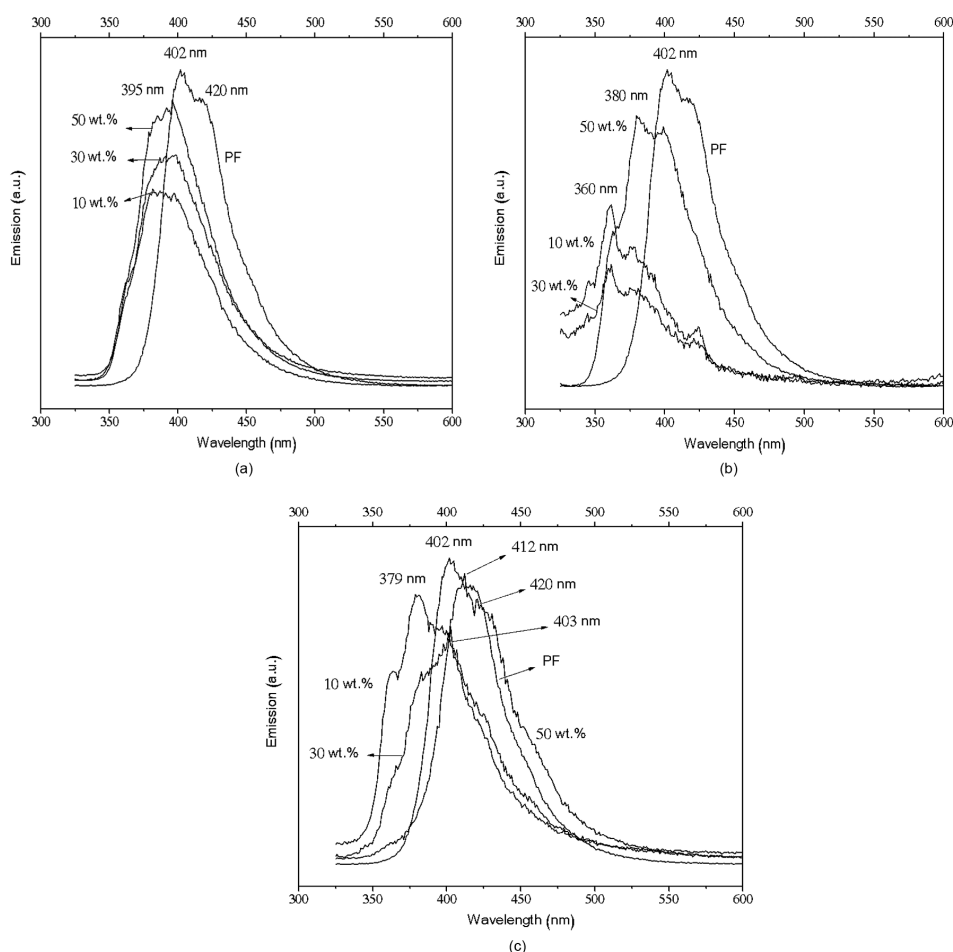 300 350 400 450 500 550 600
402 nm
395 nm
420 nm
50 wt.%
30 wt.%
PF
10 wt.%
Emission (a.u.)
300 350 400 450 500 550 600
Wavelength (nm)
(a)
300 350 400 450 500 550 600
402 nm
380 nm
50 wt.%
PF
360 nm
10 wt.%
30 wt.%
Emission (a.u.)
300 350 400 450 500 550 600
Wavelength (nm)
(b)
300 350 400 450 500 550 600
402 nm
412 nm
379 nm
420 nm
403 nm
PF
10 wt.%
50 wt.%
30 wt.%
Emission (a.u.)
300 350 400 450 500 550 600
Wavelength (nm)
(c)